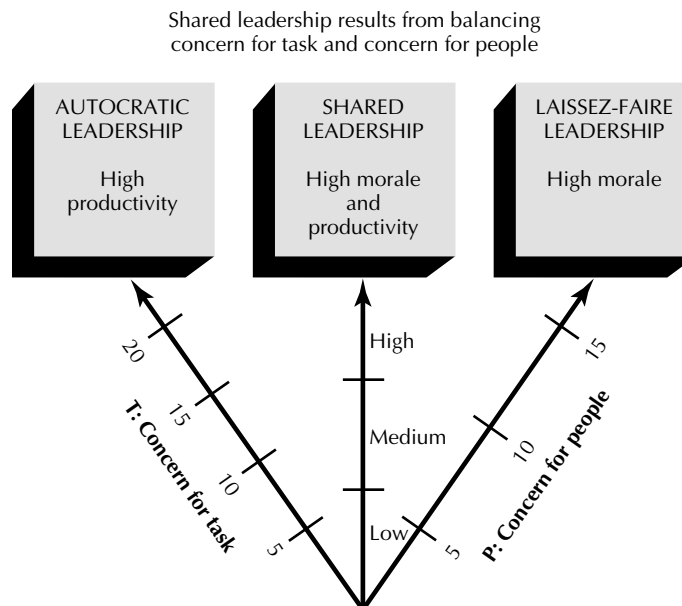 Shared leadership results from balancing
concern for task and concern for people
AUTOCRATIC
LEADERSHIP
High
productivity
SHARED
LEADERSHIP
High morale
and
productivity
LAISSEZ-FAIRE
LEADERSHIP
High morale
20
15
10
5
T: Concern for task
High
Medium
Low
15
10
5
P: Concern for people